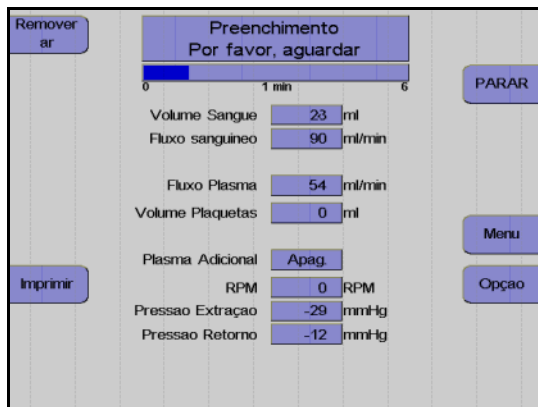 Remover
ar
Preenchimento
Por favor, aguardar
0 1 min 6
PARAR
Volume Sangue 23 ml
Fluxo sanguineo 90 ml/min
Fluxo Plasma 54 ml/min
Volume Plaquetas 0 ml
Menu
Plasma Adicional Apag.
Imprimir
Opçao
RPM 0 RPM
Pressao Extraçao -29 mmHg
Pressao Retorno -12 mmHg